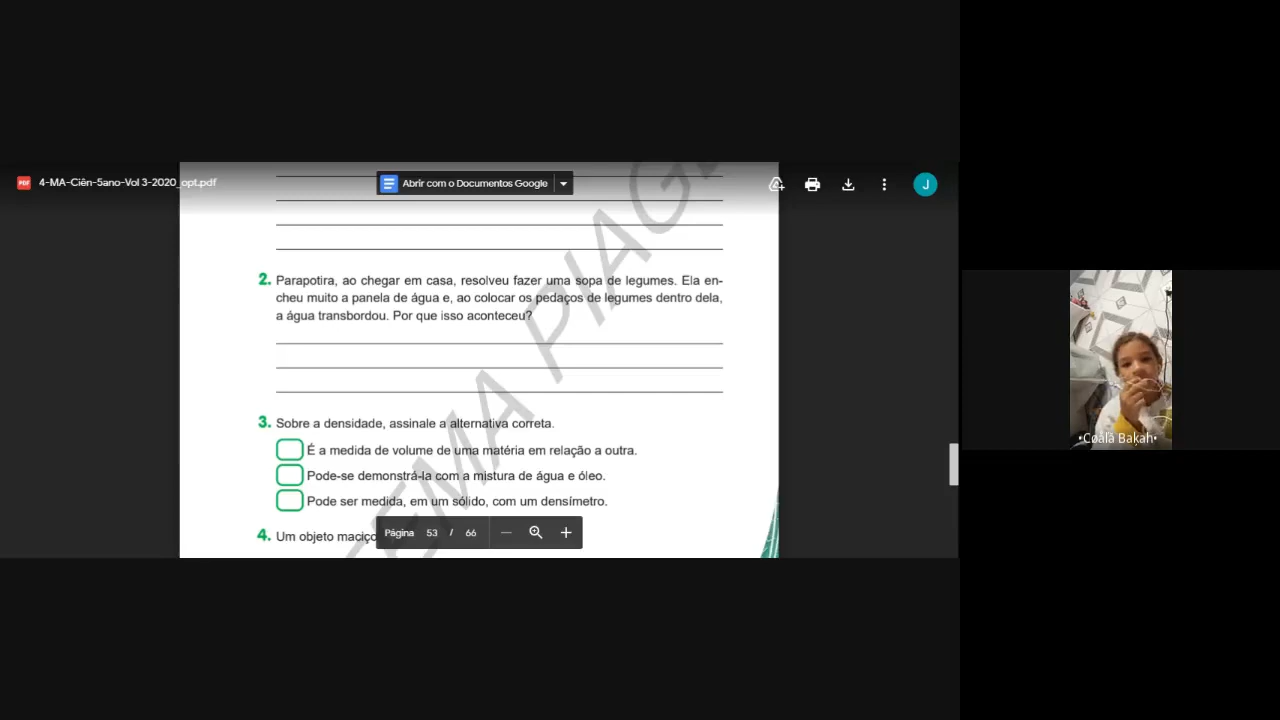 PDF 4-MA-Ciên-5ano-Vol 3-2020_opt.pdf
Abrir com o Documentos Google
J
2. Parapotira, ao chegar em casa, resolveu fazer uma sopa de legumes. Ela en-
cheu muito a panela de água e, ao colocar os pedaços de legumes dentro dela,
a água transbordou. Por que isso aconteceu?
3. Sobre a densidade, assinale a alternativa correta.
É a medida de volume de uma matéria em relação a outra.
Pode-se demonstrá-la com a mistura de água e óleo.
Pode ser medida, em um sólido, com um densímetro.
4. Um objeto maciço
Página 53 / 66